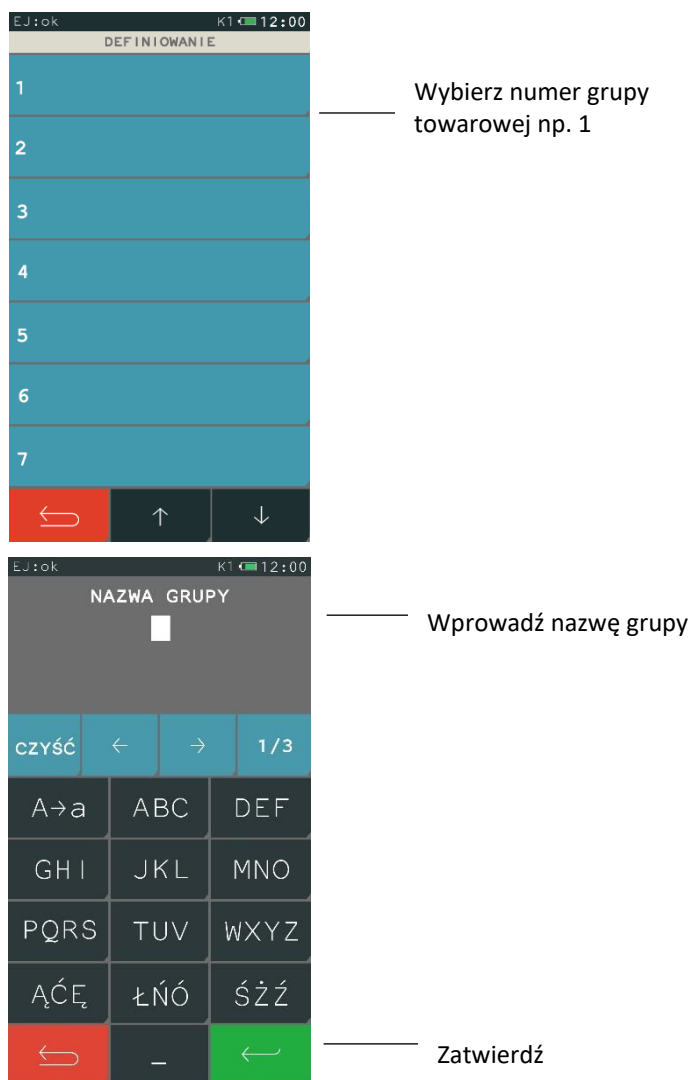 EJ:ok K1 12:00
DEFINIOWANIE
1
Wybierz numer grupy
towarowej np. 1
2
3
4
5
6
7
← ↑ ↓
EJ:ok K1 12:00
NAZWA GRUPY
Wprowadź nazwę grupy
CZYŚĆ ← → 1/3
A→a ABC DEF
GHI JKL MNO
PQRS TUV WXYZ
ĄĆĘ ŁŃÓ ŚŻŹ
_
Zatwierdź